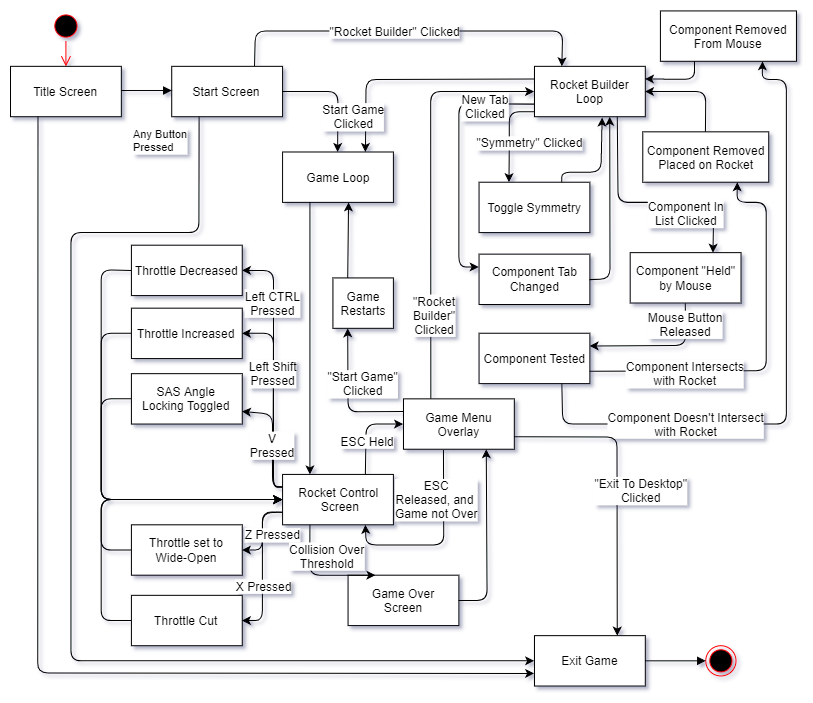 Component Removed
From Mouse
"Rocket Builder" Clicked
Title Screen
Start Screen
Rocket Builder
Loop
New Tab
Clicked
Start Game
Clicked
Any Button
Pressed
"Symmetry" Clicked
Component Removed
Placed on Rocket
Game Loop
Toggle Symmetry
Component In
List Clicked
Throttle Decreased
Component Tab
Changed
Component "Held"
by Mouse
Left CTRL
Pressed
Game
Restarts
"Rocket
Builder"
Clicked
Mouse Button
Released
Throttle Increased
Component Tested
Left Shift
Pressed
Component Intersects
with Rocket
SAS Angle
Locking Toggled
"Start Game"
Clicked
Game Menu
Overlay
Component Doesn't Intersect
with Rocket
V
Pressed
ESC Held
Rocket Control
Screen
ESC
Released, and
Game not Over
"Exit To Desktop"
Clicked
Throttle set to
Wide-Open
Z Pressed
Collision Over
Threshold
X Pressed
Game Over
Screen
Throttle Cut
Exit Game